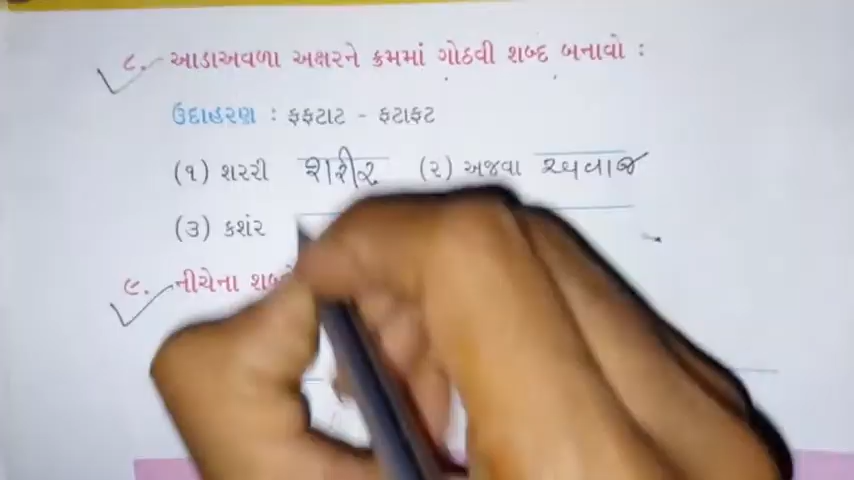 ૮. આડાઅવળા અક્ષરને ક્રમમાં ગોઠવી શબ્દ બનાવો :
ઉદાહરણ : ફફટાટ - ફટાફટ
(૧) શરરી શરીર (૨) અજવા અવાજ
(૩) કશંર
૯. નીચેના